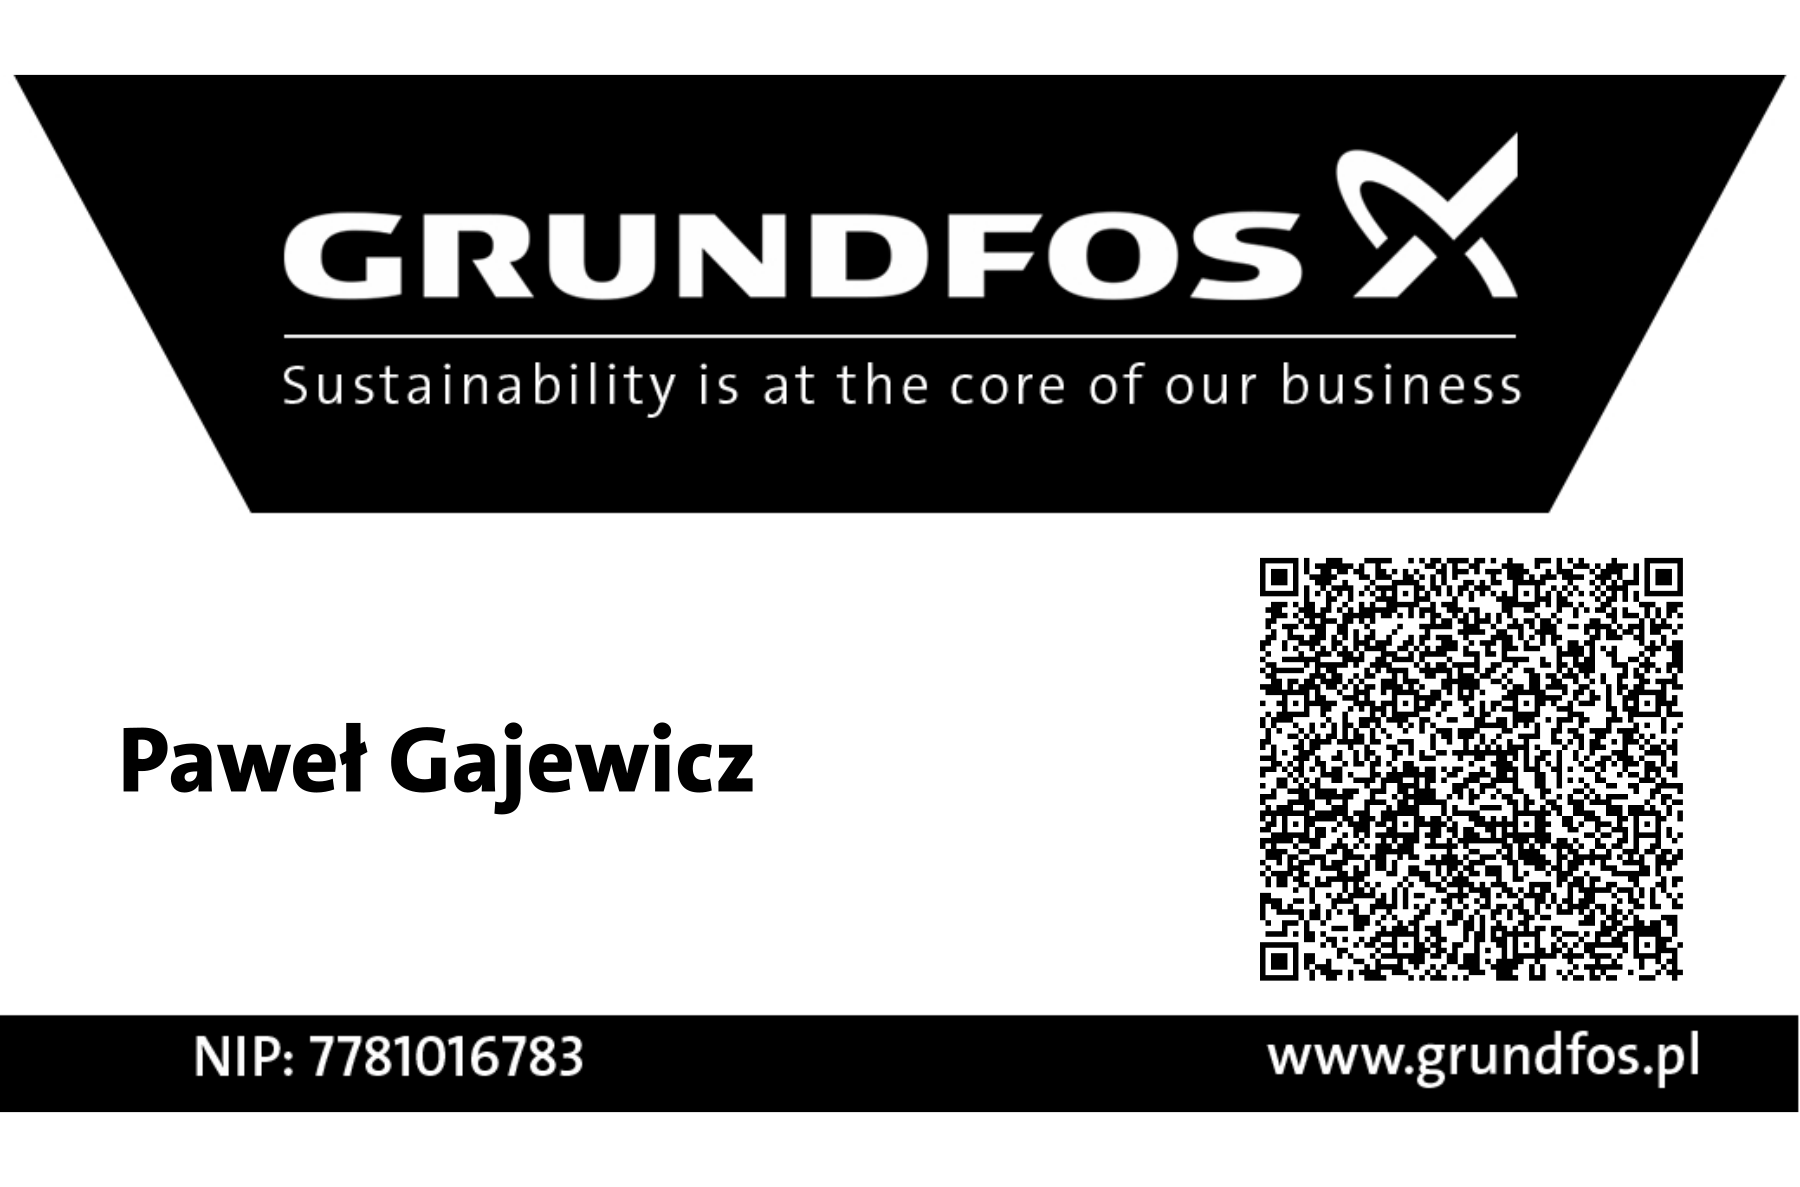 GRUNDFOS
Sustainability is at the core of our business
Paweł Gajewicz
NIP: 7781016783
www.grundfos.pl